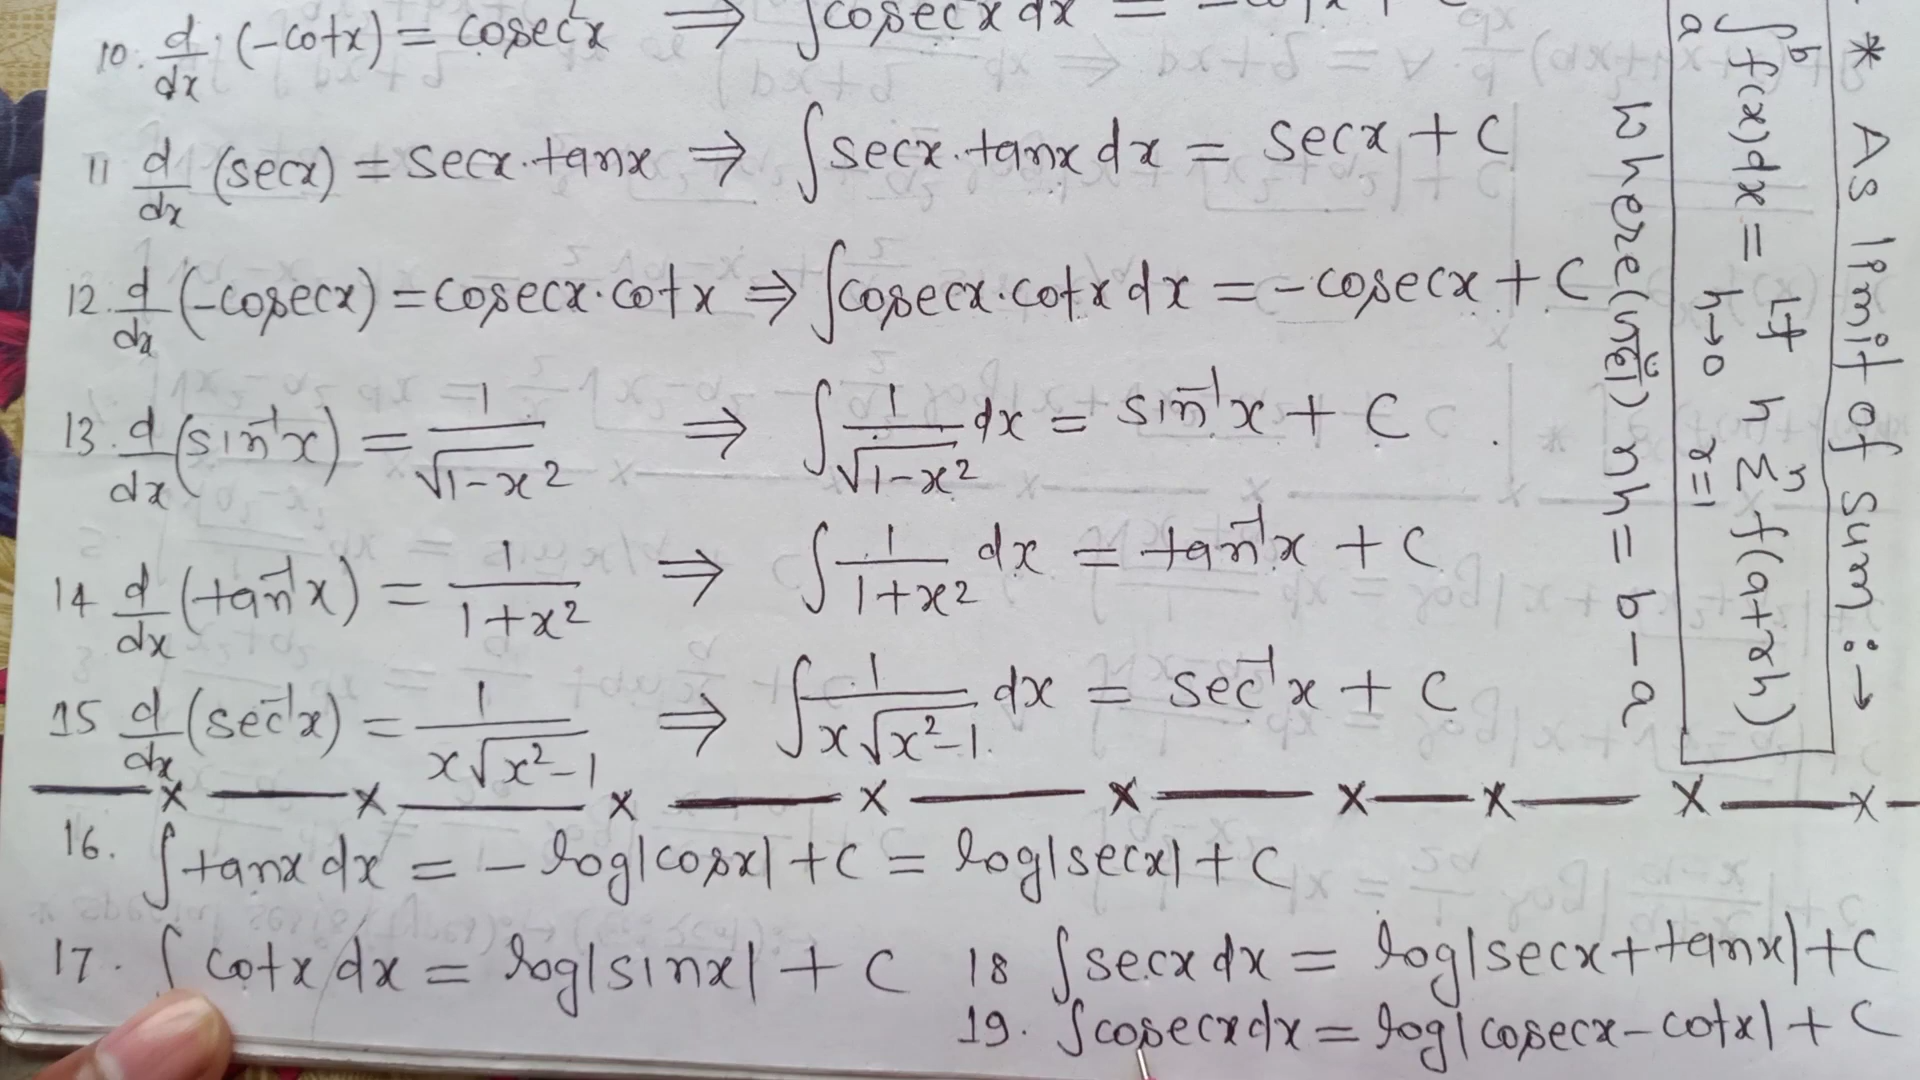 10. d/dx (-cotx) = cosec²x ⇒ ∫cosec²x dx = -cotx + C
11 d/dx (secx) = secx·tanx ⇒ ∫secx·tanx dx = secx + C
12. d/dx (-cosecx) = cosecx·cotx ⇒ ∫cosecx·cotx dx = -cosecx + C
13. d/dx (sin⁻¹x) = 1/√(1-x²) ⇒ ∫ 1/√(1-x²) dx = sin⁻¹x + C
14 d/dx (tan⁻¹x) = 1/(1+x²) ⇒ ∫ 1/(1+x²) dx = tan⁻¹x + C
15 d/dx (sec⁻¹x) = 1/(x√(x²-1)) ⇒ ∫ 1/(x√(x²-1)) dx = sec⁻¹x + C
16. ∫tanx dx = -log|cosx| + C = log|secx| + C
17. ∫cotx dx = log|sinx| + C
18 ∫secx dx = log|secx + tanx| + C
19. ∫cosecx dx = log|cosecx - cotx| + C
* As limit of sum :→
∫ₐᵇ f(x)dx = Lt h→0 h Σ r=1 n f(a+rh)
where (जहाँ) nh = b-a